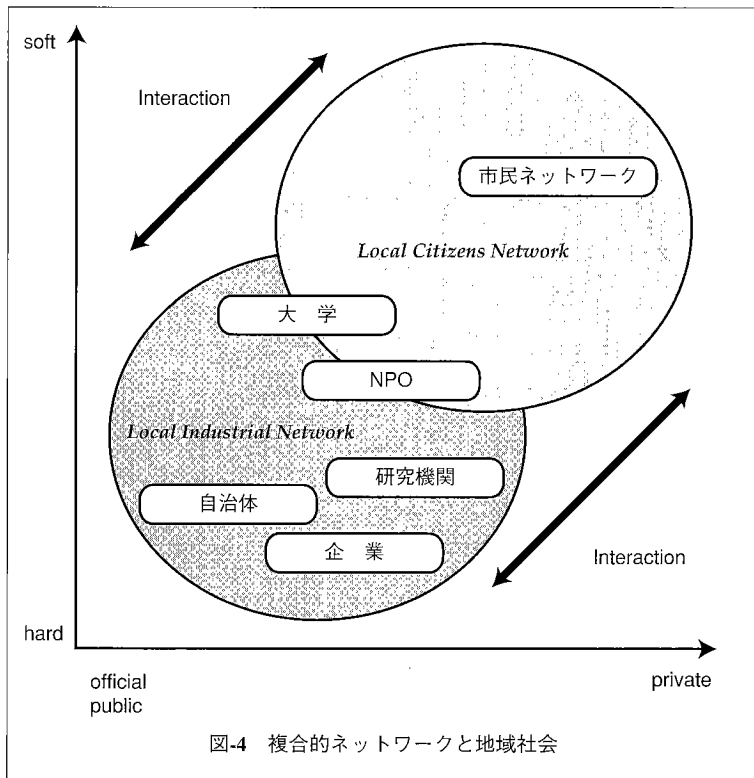 soft
Interaction
市民ネットワーク
Local Citizens Network
大 学
NPO
Local Industrial Network
研究機関
自治体
企 業
Interaction
hard
official
public
private
図-4 複合的ネットワークと地域社会